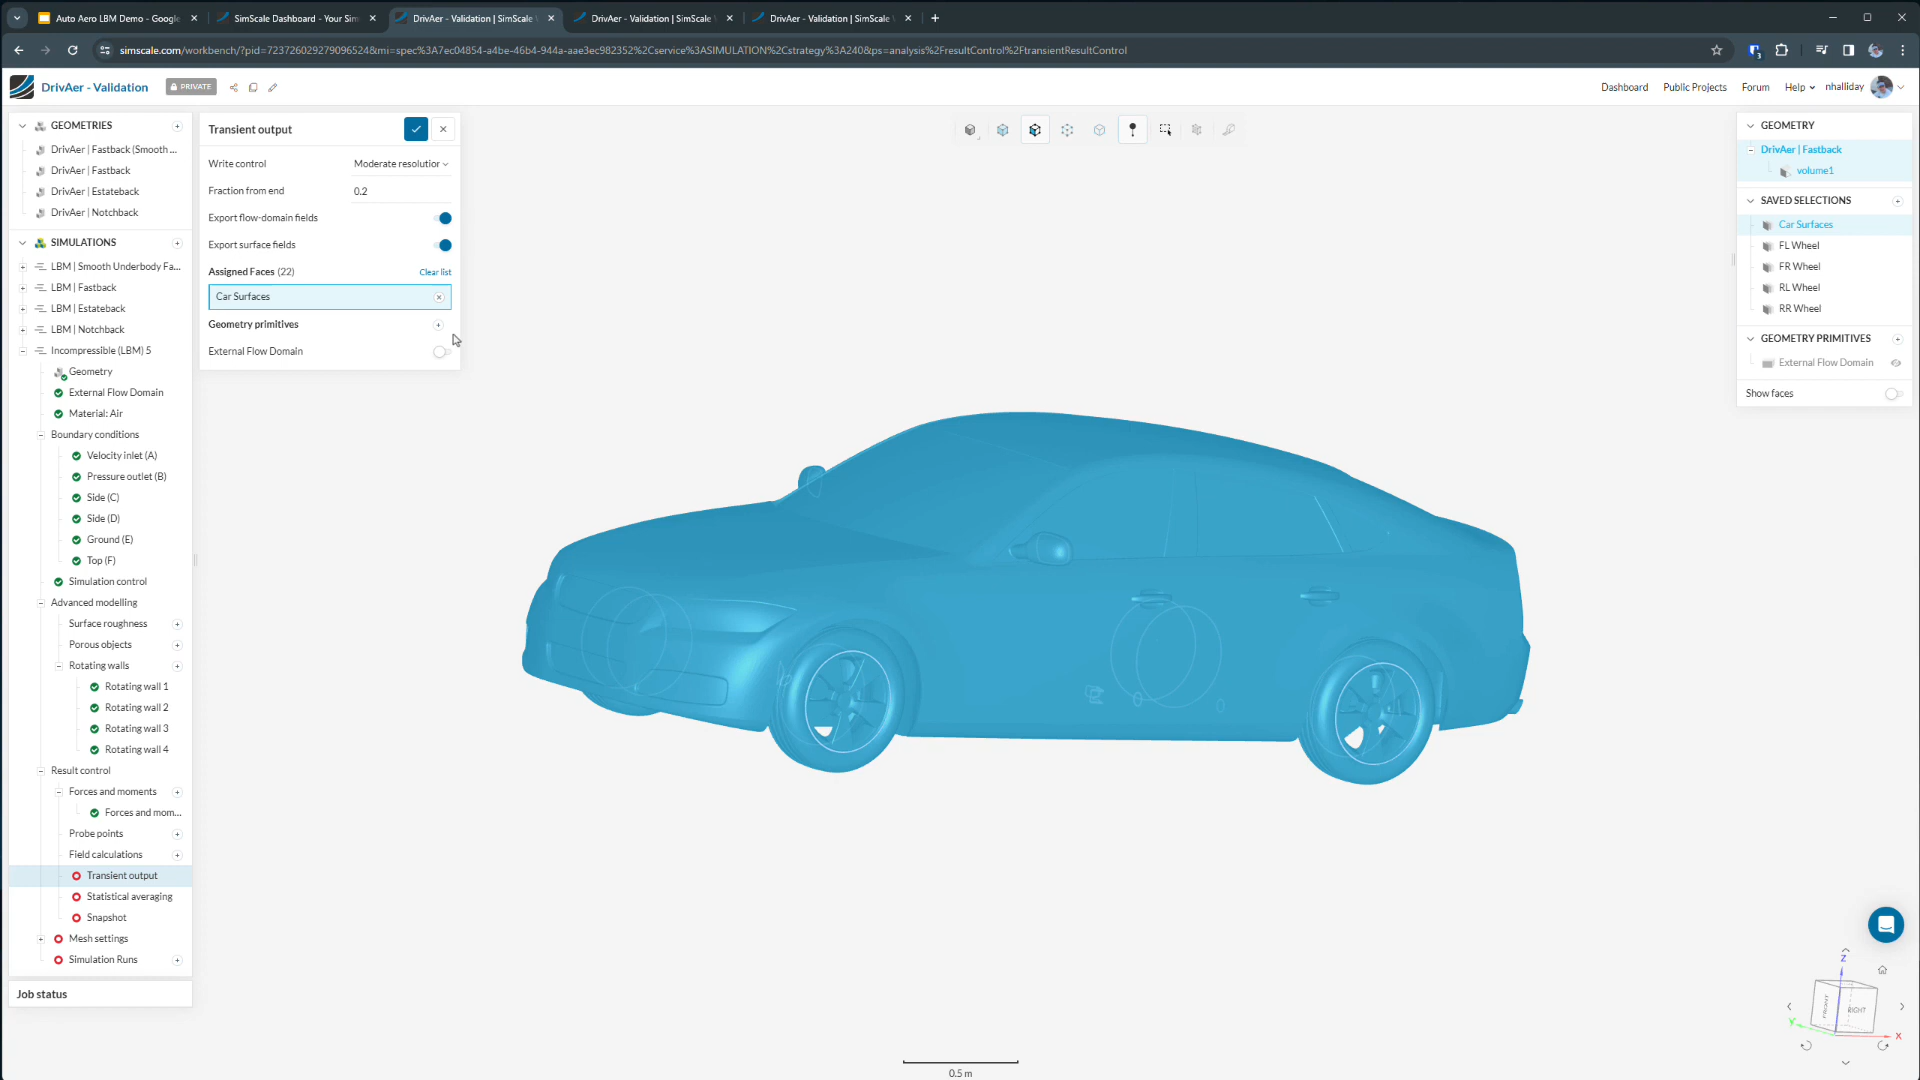 Auto Aero LBM Demo - Google
SimScale Dashboard - Your Sim
DrivAer - Validation | SimScale
DrivAer - Validation | SimScale
DrivAer - Validation | SimScale
simscale.com/workbench/?pid=7237260292790965248&mi=spec%3A7ec04854-a4be-46b4-944a-aae3ec982352%2Cservice%3ASIMULATION%2Cstrategy%3A240&ps=analysis%2FresultControl%2FtransientResultControl
DrivAer - Validation
PRIVATE
Dashboard
Public Projects
Forum
Help
nhalliday
GEOMETRIES
DrivAer | Fastback (Smooth ...
DrivAer | Fastback
DrivAer | Estateback
DrivAer | Notchback
SIMULATIONS
LBM | Smooth Underbody Fa...
LBM | Fastback
LBM | Estateback
LBM | Notchback
Incompressible (LBM) 5
Geometry
External Flow Domain
Material: Air
Boundary conditions
Velocity inlet (A)
Pressure outlet (B)
Side (C)
Side (D)
Ground (E)
Top (F)
Simulation control
Advanced modelling
Surface roughness
Porous objects
Rotating walls
Rotating wall 1
Rotating wall 2
Rotating wall 3
Rotating wall 4
Result control
Forces and moments
Forces and mom...
Probe points
Field calculations
Transient output
Statistical averaging
Snapshot
Mesh settings
Simulation Runs
Job status
Transient output
Write control
Moderate resolution
Fraction from end
0.2
Export flow-domain fields
Export surface fields
Assigned Faces (22)
Clear list
Car Surfaces
Geometry primitives
External Flow Domain
GEOMETRY
DrivAer | Fastback
volume1
SAVED SELECTIONS
Car Surfaces
FL Wheel
FR Wheel
RL Wheel
RR Wheel
GEOMETRY PRIMITIVES
External Flow Domain
Show faces
Z
FRONT
RIGHT
Y
X
0.5 m